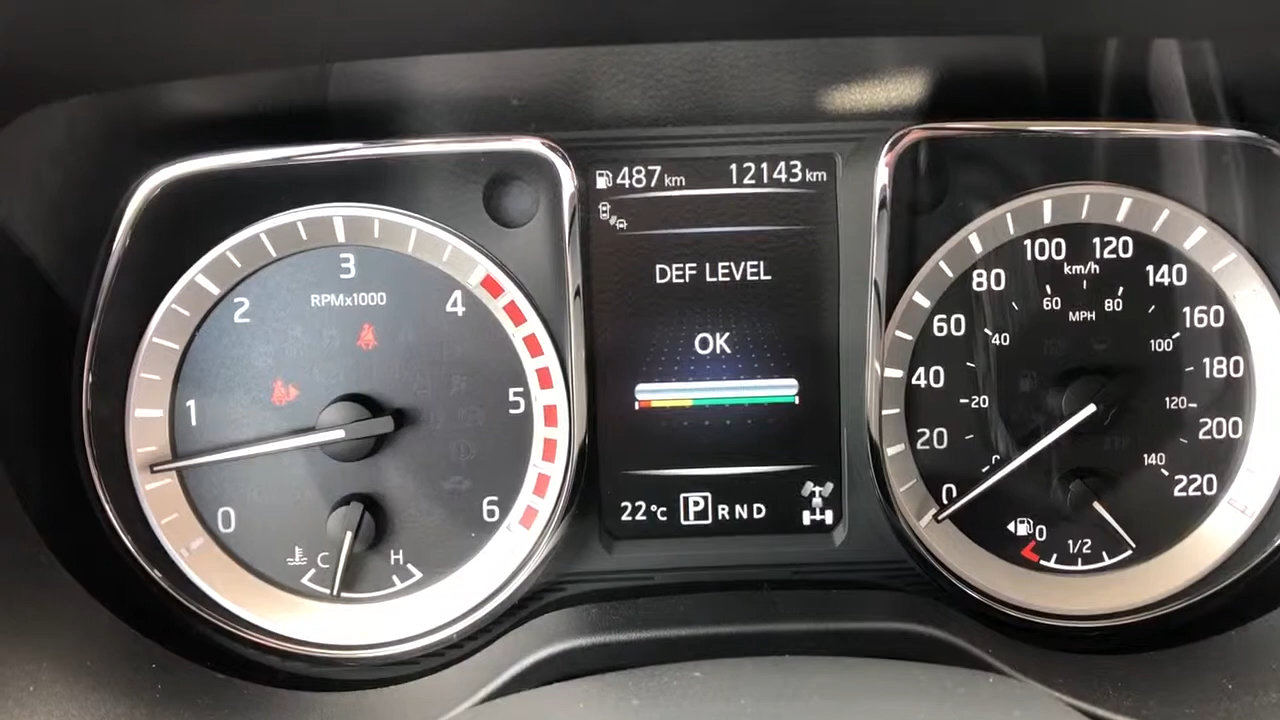 487 km 12143 km
DEF LEVEL
OK
22°C P R N D
RPMx1000
0 1 2 3 4 5 6
C H
km/h
0 20 40 60 80 100 120 140 160 180 200 220
MPH
0 20 40 60 80 100 120 140
0 1/2